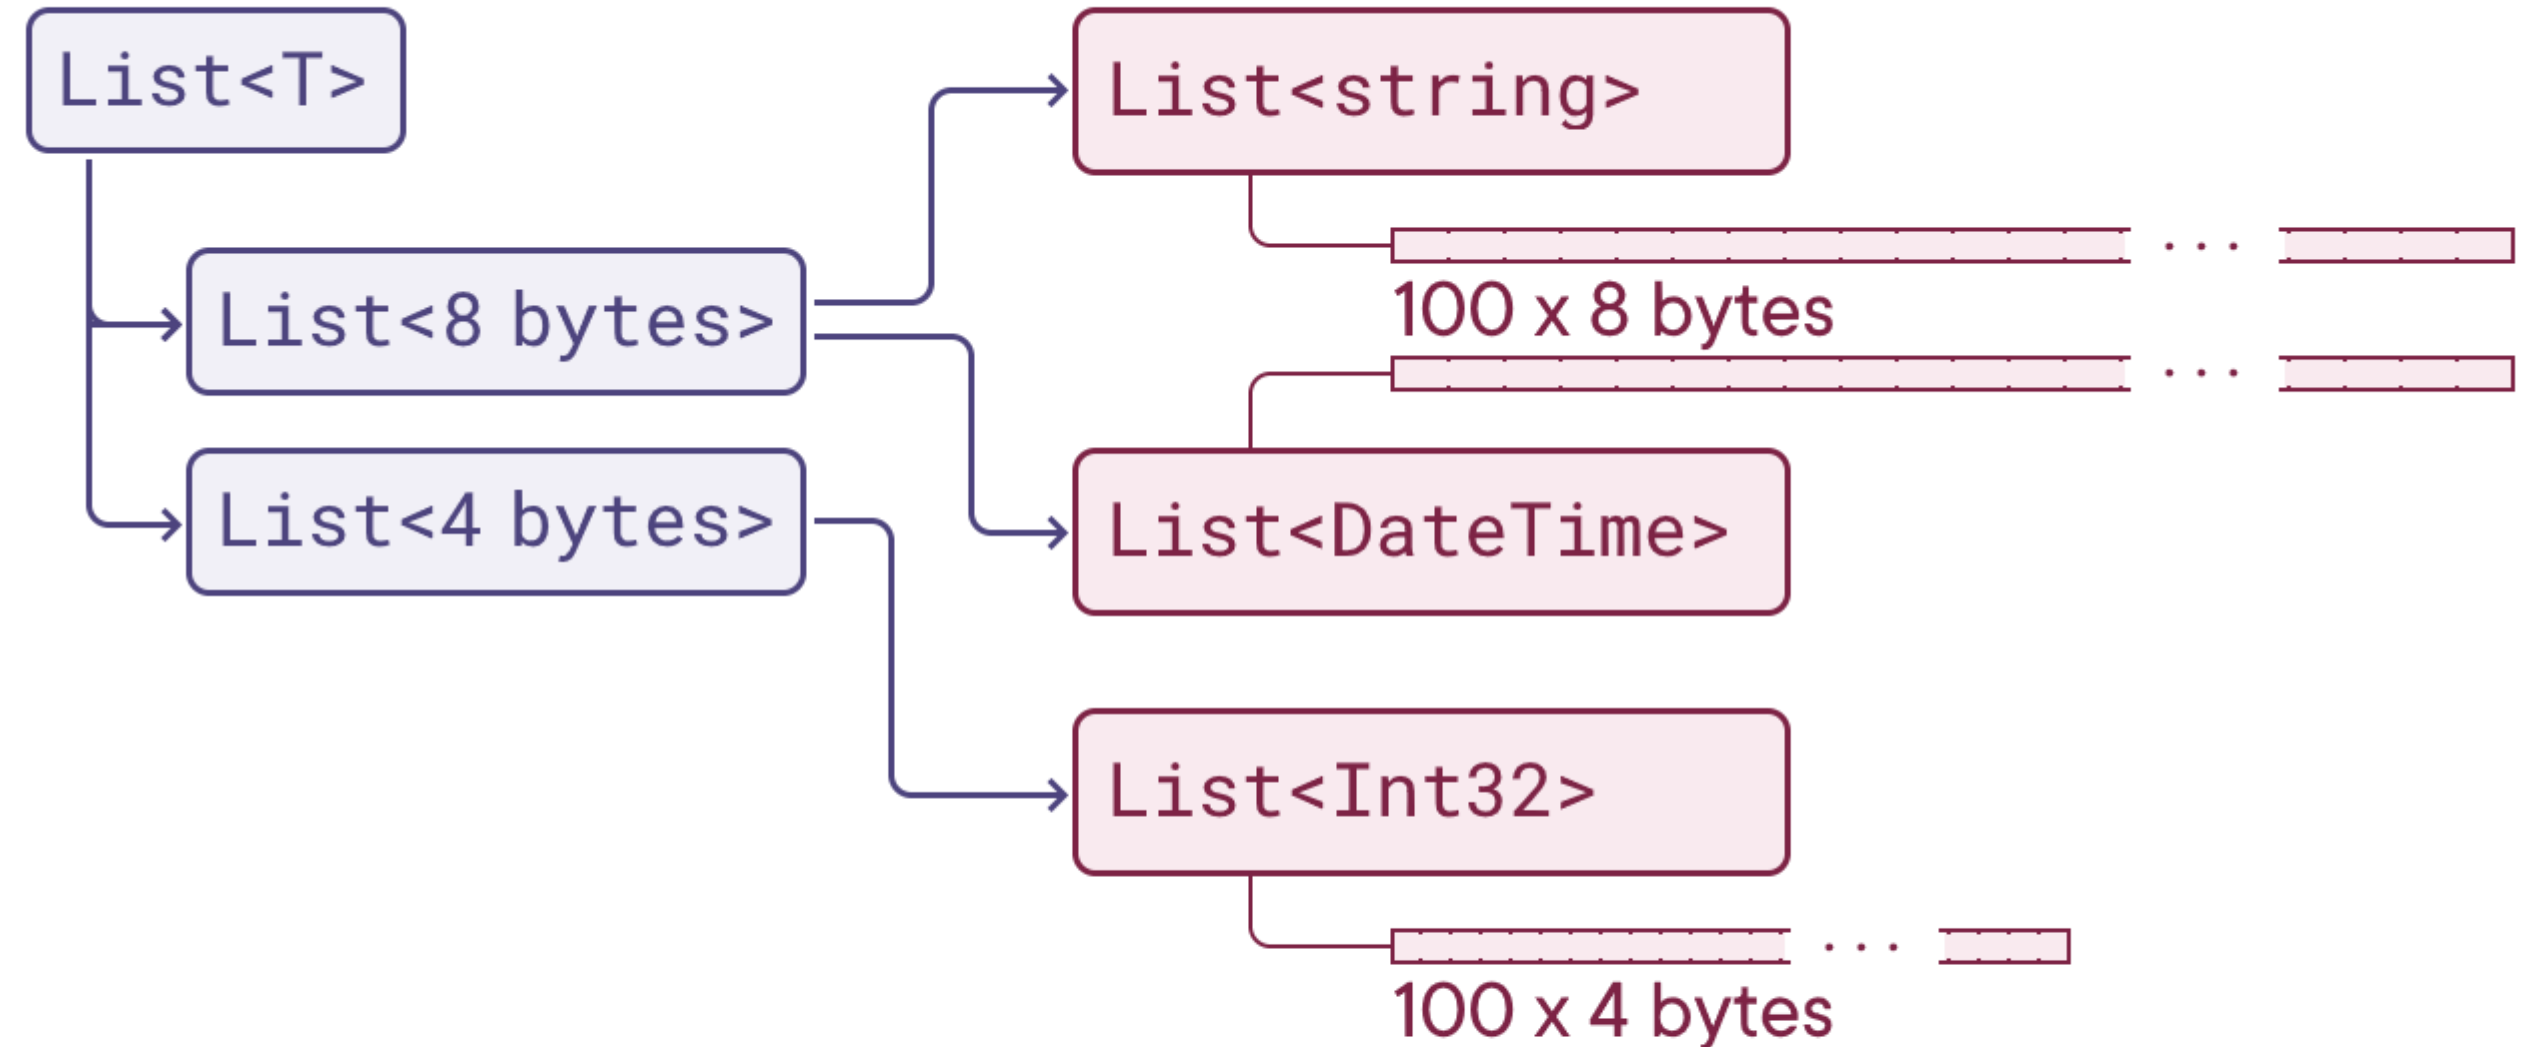 List<T>
List<8 bytes>
List<4 bytes>
List<string>
100 x 8 bytes
List<DateTime>
List<Int32>
100 x 4 bytes